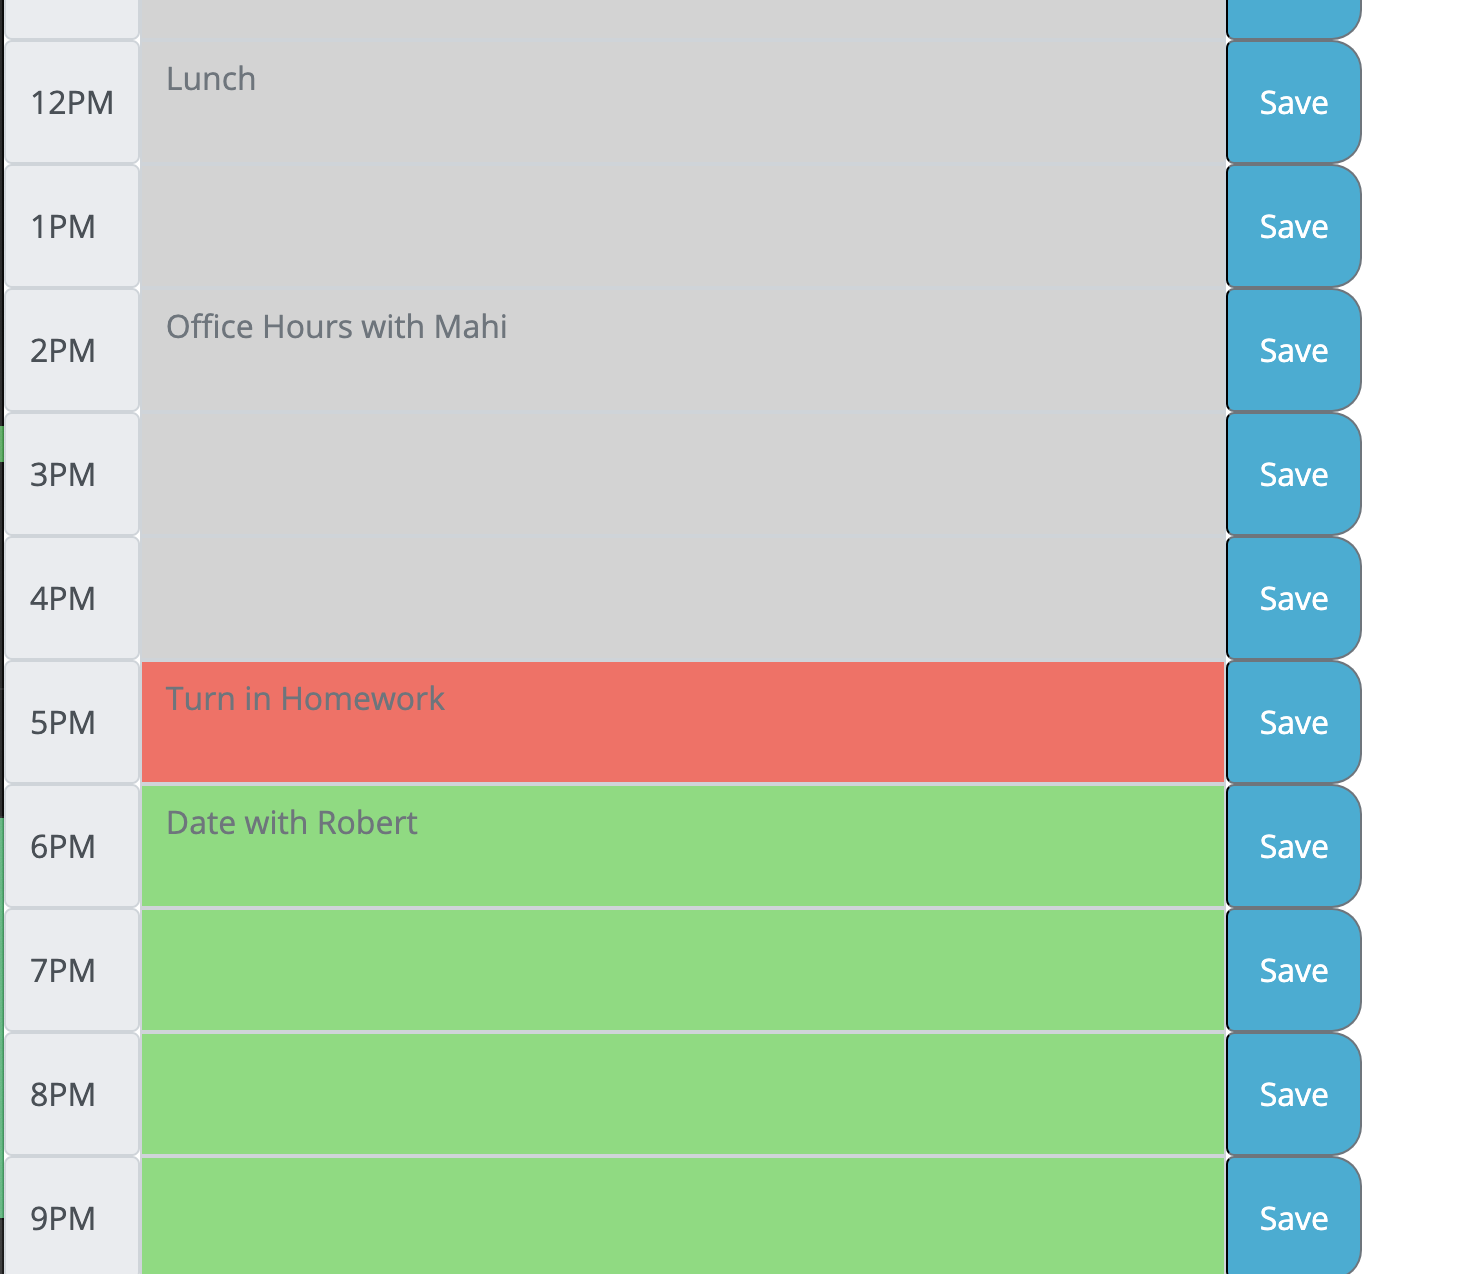 12PM Lunch Save
1PM Save
2PM Office Hours with Mahi Save
3PM Save
4PM Save
5PM Turn in Homework Save
6PM Date with Robert Save
7PM Save
8PM Save
9PM Save